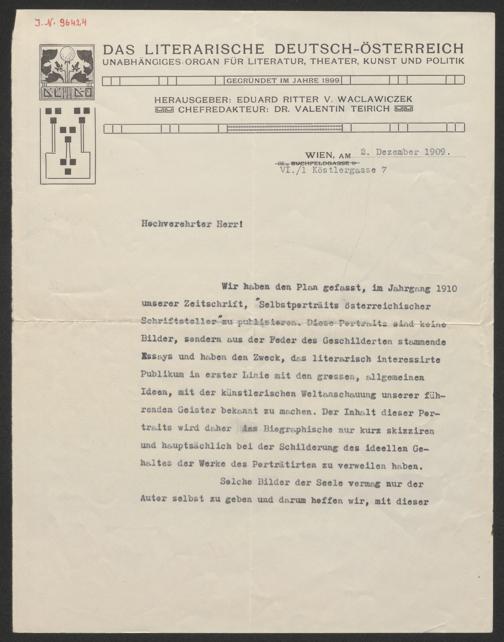 I.N. 96424
DAS LITERARISCHE DEUTSCH-ÖSTERREICH
UNABHÄNGIGES ORGAN FÜR LITERATUR, THEATER, KUNST UND POLITIK
GEGRÜNDET IM JAHRE 1899
HERAUSGEBER: EDUARD RITTER V. WACLAWICZEK
CHEFREDAKTEUR: DR. VALENTIN TEIRICH
WIEN, AM 2. Dezember 1909.
BUCHFELDGASSE
VI./1 Köstlergasse 7
Hochverehrter Herr!
Wir haben den Plan gefasst, im Jahrgang 1910
unserer Zeitschrift, "Selbstporträits österreichischer
Schriftsteller" zu publizieren. Diese Portraits sind keine
Bilder, sondern aus der Feder des Geschilderten stammende
Essays und haben den Zweck, das literarisch interssirte
Publikum in erster Linie mit den grossen, allgemeinen
Ideen, mit der künstlerischen Weltanschauung unserer füh-
renden Geister bekannt zu machen. Der Inhalt dieser Por-
traits wird daher das Biographische nur kurz skizziren
und hauptsächlich bei der Schilderung des ideellen Ge-
haltes der Werke des Porträtirten zu verweilen haben.
Solche Bilder der Seele vermag nur der
Autor selbst zu geben und darum hoffen wir, mit dieser